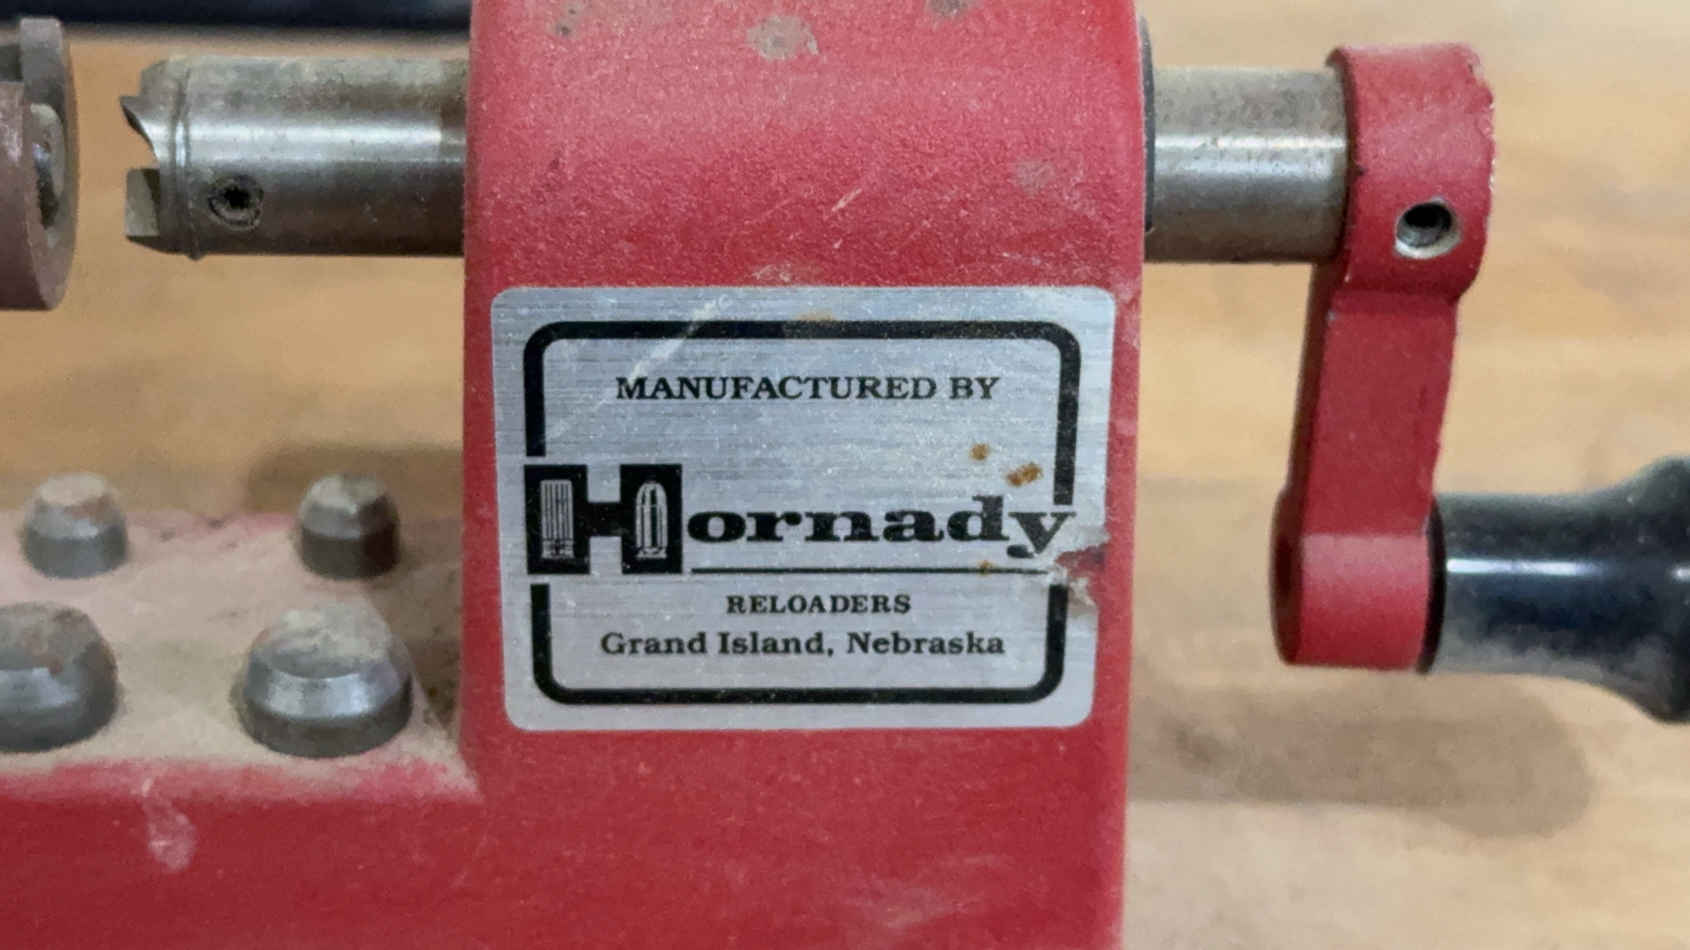 MANUFACTURED BY
Hornady
RELOADERS
Grand Island, Nebraska